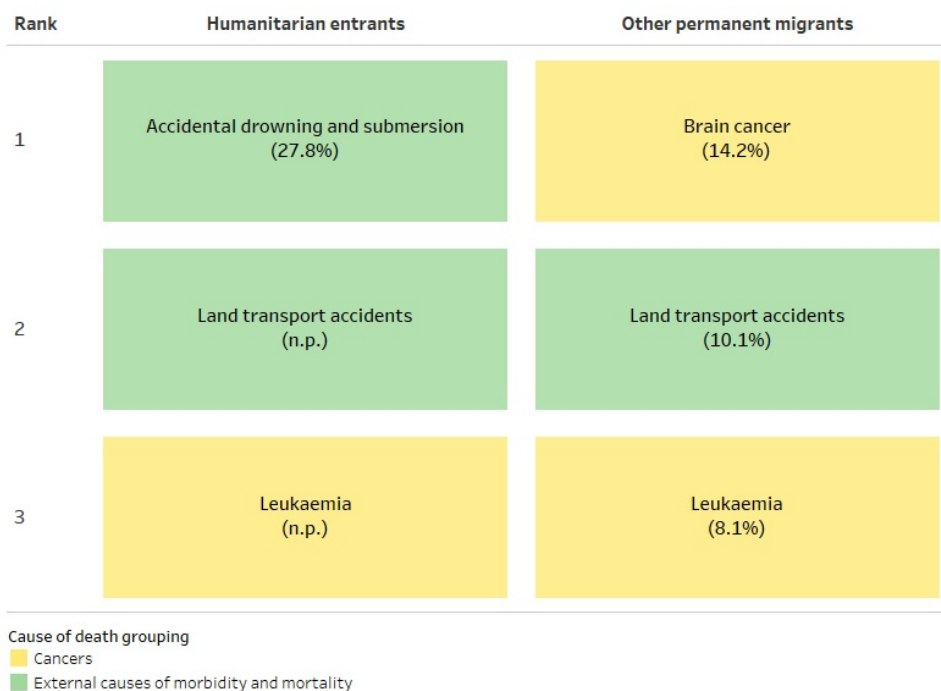 Rank Humanitarian entrants Other permanent migrants
1
Accidental drowning and submersion
(27.8%)
Brain cancer
(14.2%)
2
Land transport accidents
(n.p.)
Land transport accidents
(10.1%)
3
Leukaemia
(n.p.)
Leukaemia
(8.1%)
Cause of death grouping
Cancers
External causes of morbidity and mortality